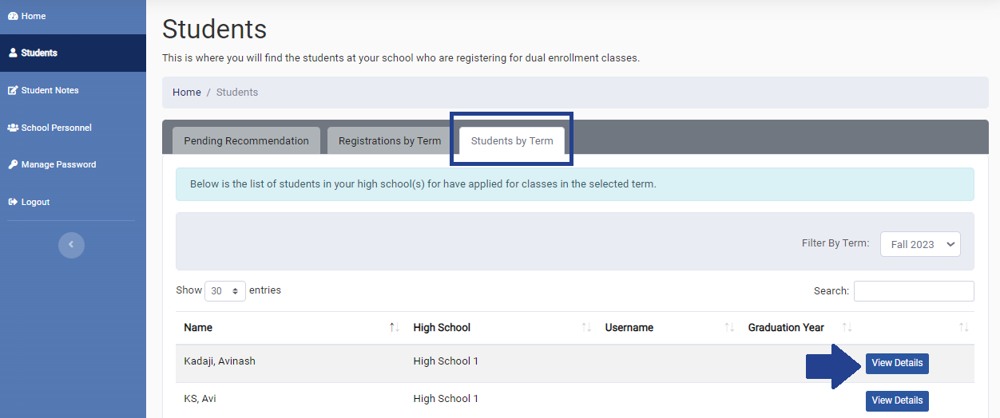 Home
Students
Student Notes
School Personnel
Manage Password
Logout
Students
This is where you will find the students at your school who are registering for dual enrollment classes.
Home / Students
Pending Recommendation Registrations by Term Students by Term
Below is the list of students in your high school(s) for have applied for classes in the selected term.
Filter By Term: Fall 2023
Show 30 entries Search:
Name High School Username Graduation Year
Kadaji, Avinash High School 1 View Details
KS, Avi High School 1 View Details